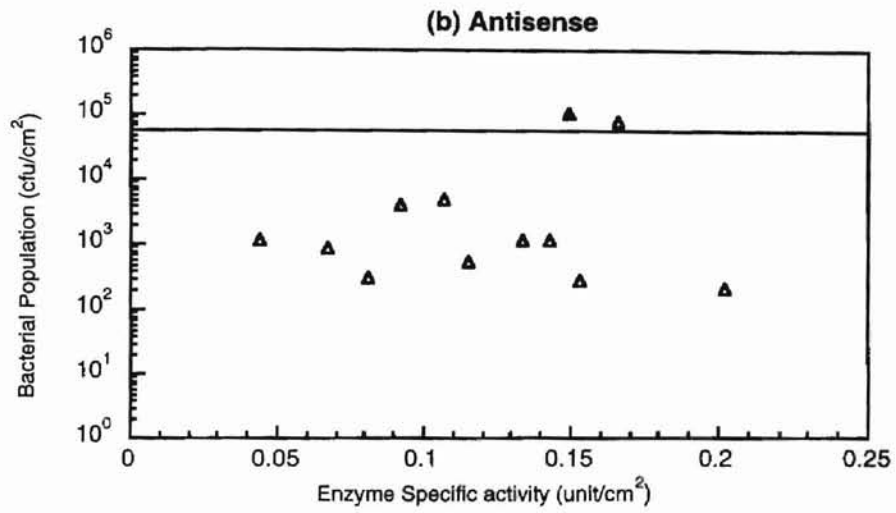 (b) Antisense
10^6
10^5
10^4
10^3
10^2
10^1
10^0
Bacterial Population (cfu/cm^2)
0 0.05 0.1 0.15 0.2 0.25
Enzyme Specific activity (unit/cm^2)